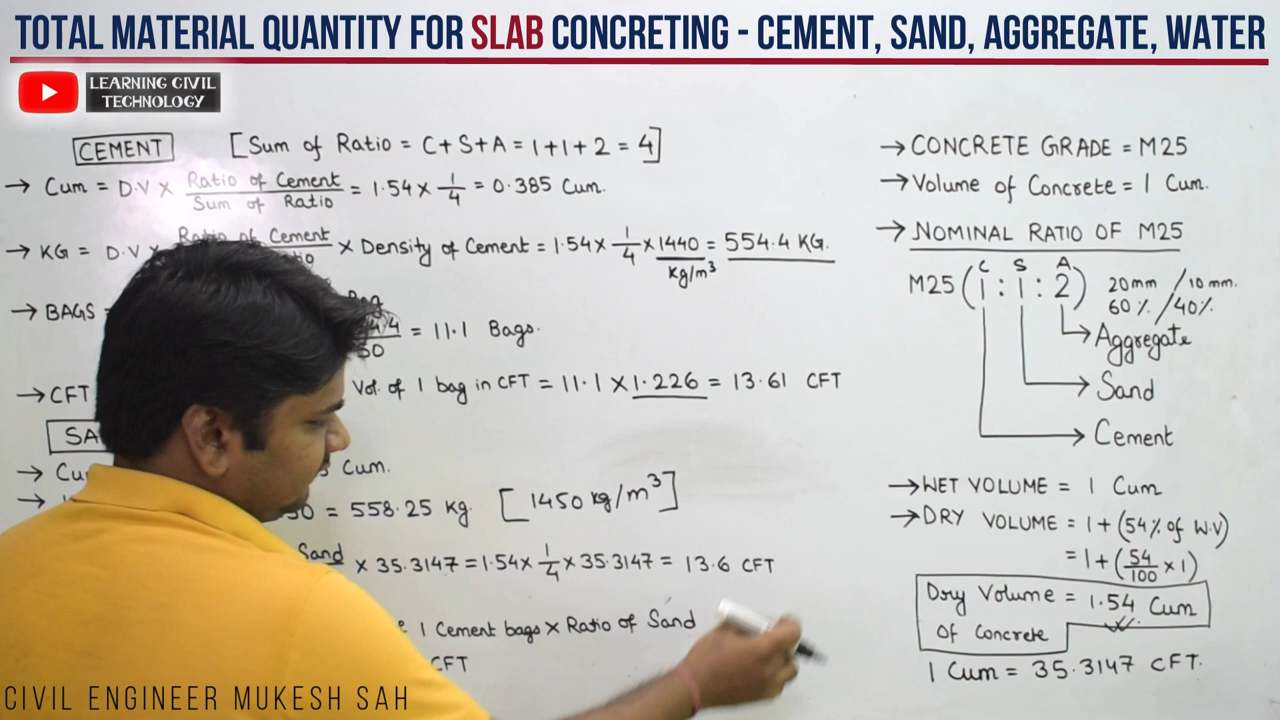 TOTAL MATERIAL QUANTITY FOR SLAB CONCRETING - CEMENT, SAND, AGGREGATE, WATER
LEARNING CIVIL
TECHNOLOGY
CEMENT [Sum of Ratio = C+S+A = 1+1+2 = 4]
→ Cum = D.V × Ratio of Cement / Sum of Ratio = 1.54 × 1/4 = 0.385 Cum.
→ KG = D.V × Ratio of Cement × Density of Cement = 1.54 × 1/4 × 1440 = 554.4 KG.
kg/m³
→ BAGS = 11.1 Bags.
→ CFT Vol. of 1 bag in CFT = 11.1 × 1.226 = 13.61 CFT
SA
→ Cu Cum.
→ = 558.25 kg. [1450 kg/m³]
Sand × 35.3147 = 1.54 × 1/4 × 35.3147 = 13.6 CFT
1 Cement bags × Ratio of Sand
CFT
CIVIL ENGINEER MUKESH SAH
→ CONCRETE GRADE = M25
→ Volume of Concrete = 1 Cum.
→ NOMINAL RATIO OF M25
C S A
M25 (1 : 1 : 2) 20mm / 10mm.
60% / 40%.
→ Aggregate
→ Sand
→ Cement
→ WET VOLUME = 1 Cum
→ DRY VOLUME = 1 + (54% of W.V)
= 1 + (54/100 × 1)
Dry Volume = 1.54 Cum
Of Concrete
1 Cum = 35.3147 CFT.